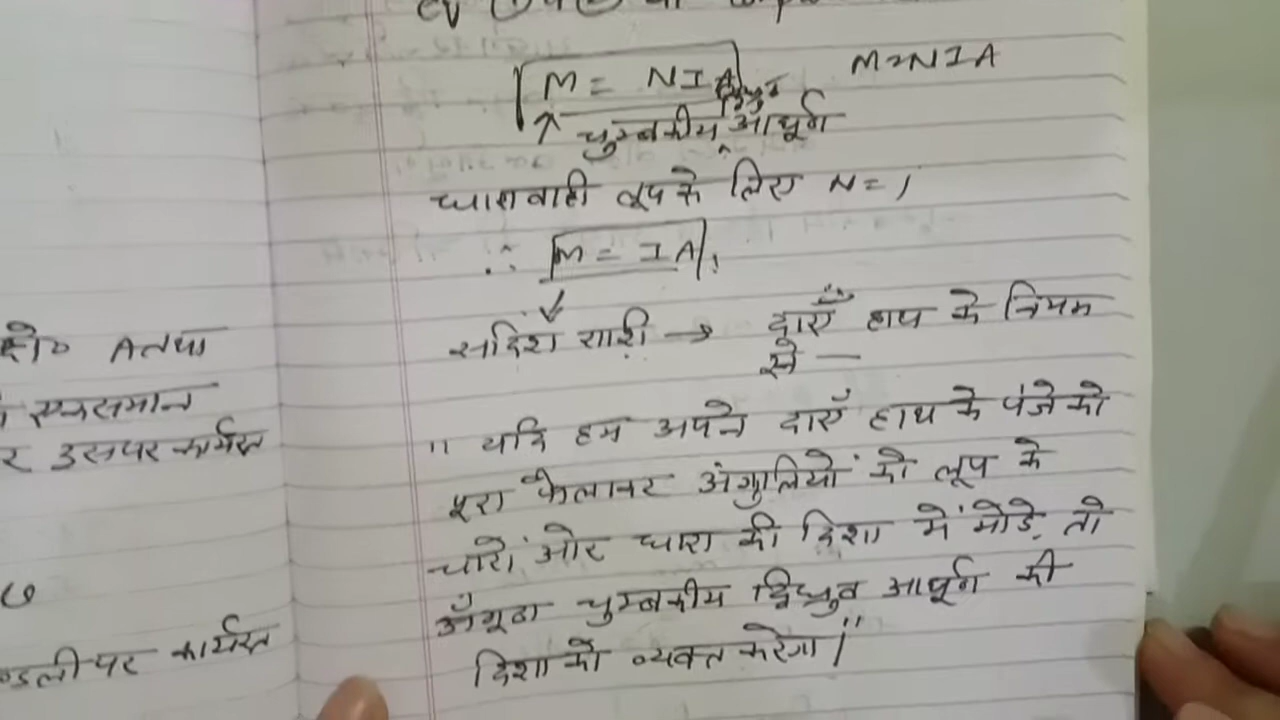 M = NIA M = NIA
द्विध्रुव
↑ चुम्बकीय आघूर्ण
धारावाही लूप के लिए N = 1
∴ M = IA
सदिश राशी → दाएँ हाथ के नियम
से —
" यदि हम अपने दाएँ हाथ के पंजे को
पूरा फैलाकर अंगुलियों को लूप के
चारों ओर धारा की दिशा में मोडे़ तो
अँगूठा चुम्बकीय द्विध्रुव आघूर्ण की
दिशा को व्यक्त करेगा।"
A तथा
एकसमान
र उसपर कार्यरत
ण्डली पर कार्यरत